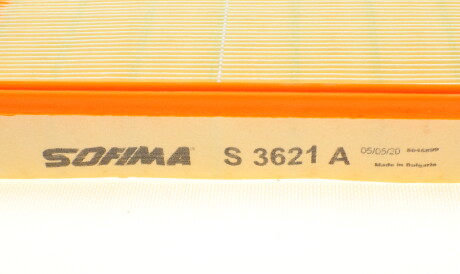 SOFIMA S 3621 A 05/05/20
Made in Bulgaria